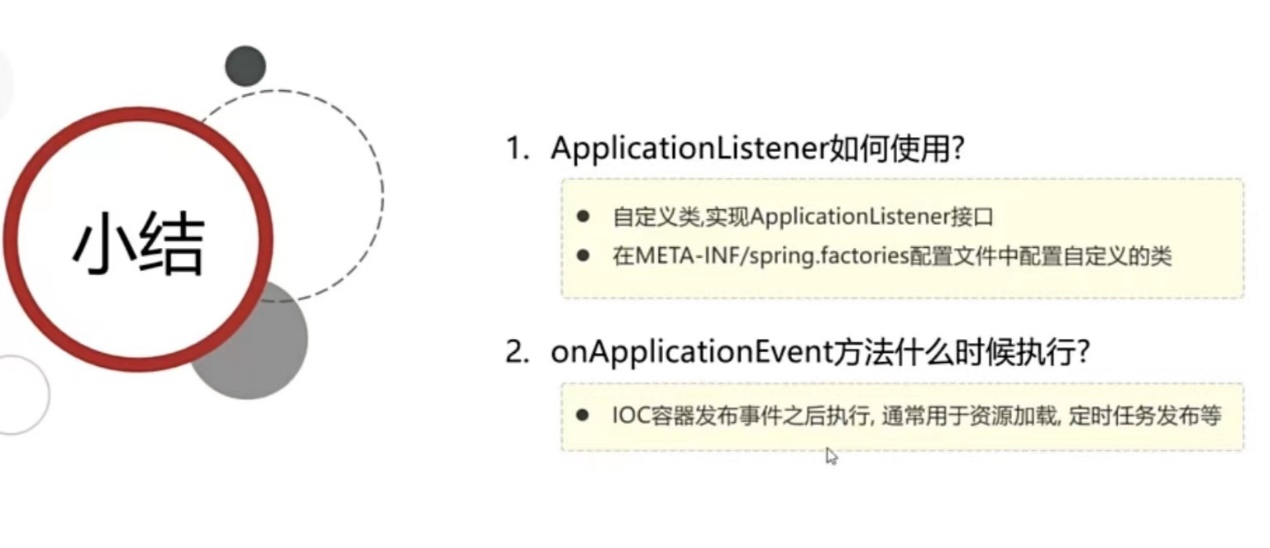 小结
1. ApplicationListener如何使用?
● 自定义类,实现ApplicationListener接口
● 在META-INF/spring.factories配置文件中配置自定义的类
2. onApplicationEvent方法什么时候执行?
● IOC容器发布事件之后执行, 通常用于资源加载, 定时任务发布等